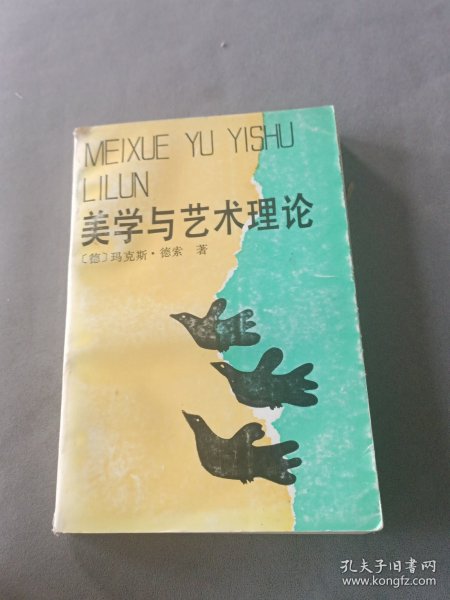 MEIXUE YU YISHU
LILUN
美学与艺术理论
〔德〕玛克斯·德索 著
孔夫子旧书网
www.kongfz.com